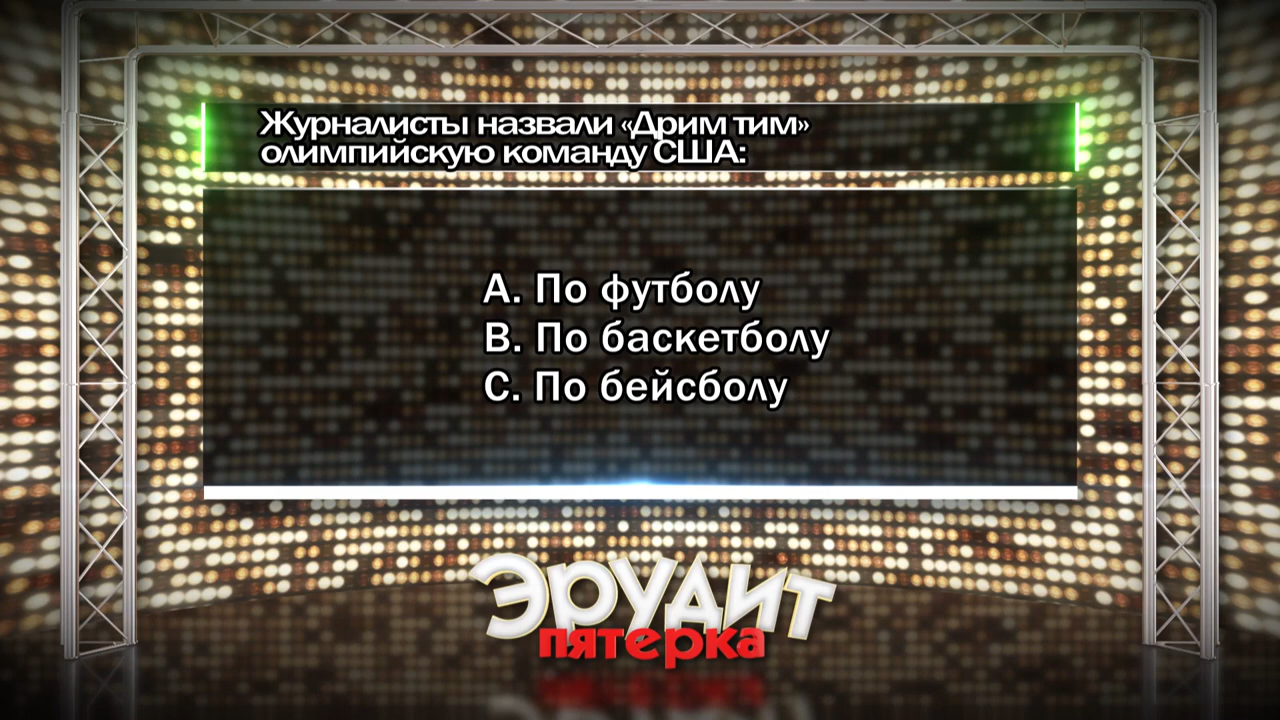 Журналисты назвали «Дрим тим»
олимпийскую команду США:
А. По футболу
В. По баскетболу
С. По бейсболу
Эрудит
пятерка